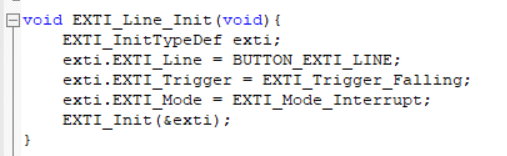 void EXTI_Line_Init(void){
EXTI_InitTypeDef exti;
exti.EXTI_Line = BUTTON_EXTI_LINE;
exti.EXTI_Trigger = EXTI_Trigger_Falling;
exti.EXTI_Mode = EXTI_Mode_Interrupt;
EXTI_Init(&exti);
}